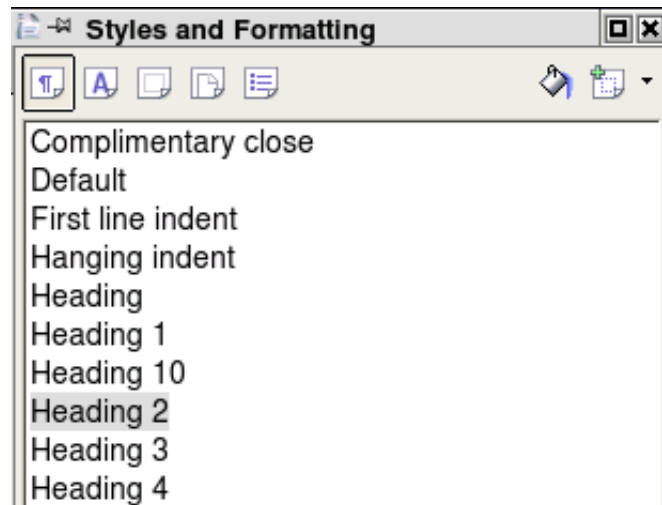 Styles and Formatting
Complimentary close
Default
First line indent
Hanging indent
Heading
Heading 1
Heading 10
Heading 2
Heading 3
Heading 4